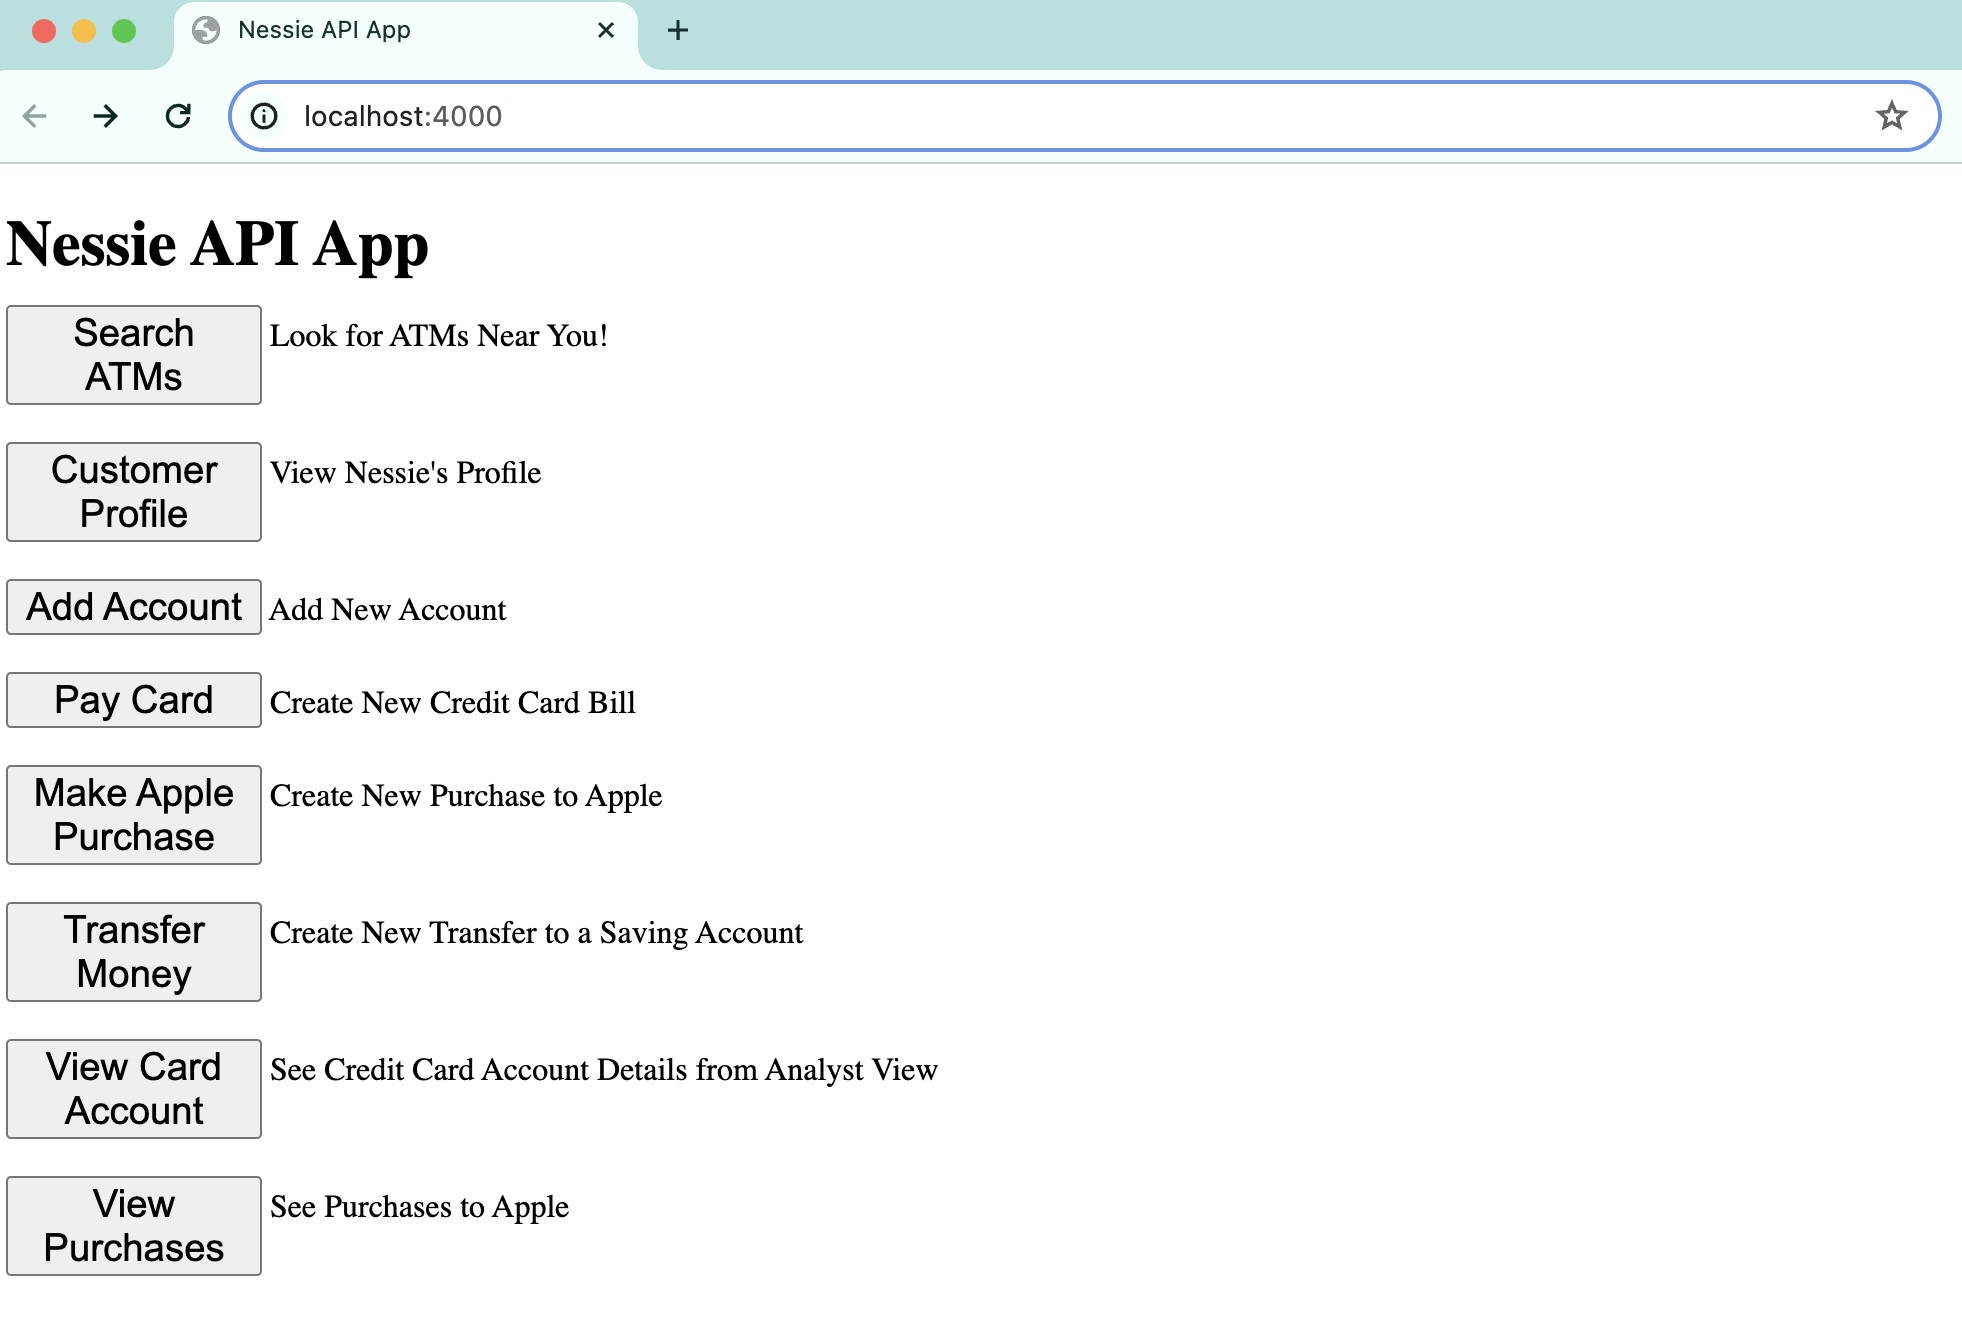 Nessie API App
localhost:4000
Nessie API App
Search
ATMs
Look for ATMs Near You!
Customer
Profile
View Nessie's Profile
Add Account
Add New Account
Pay Card
Create New Credit Card Bill
Make Apple
Purchase
Create New Purchase to Apple
Transfer
Money
Create New Transfer to a Saving Account
View Card
Account
See Credit Card Account Details from Analyst View
View
Purchases
See Purchases to Apple